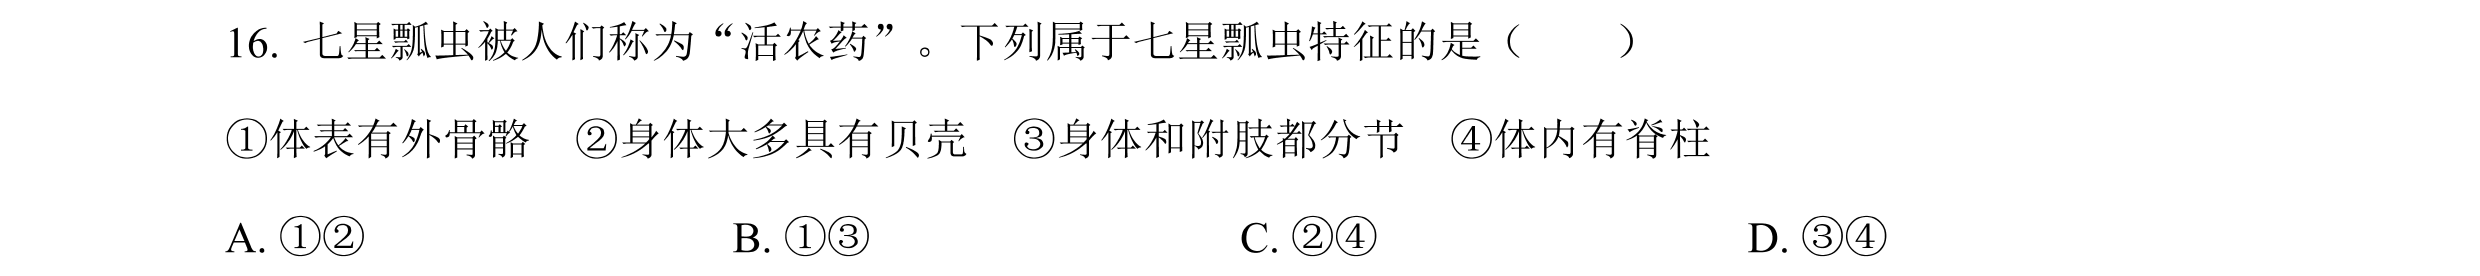 16. 七星瓢虫被人们称为“活农药”。下列属于七星瓢虫特征的是（　　）
①体表有外骨骼　②身体大多具有贝壳　③身体和附肢都分节　④体内有脊柱
A. ①②　B. ①③　C. ②④　D. ③④